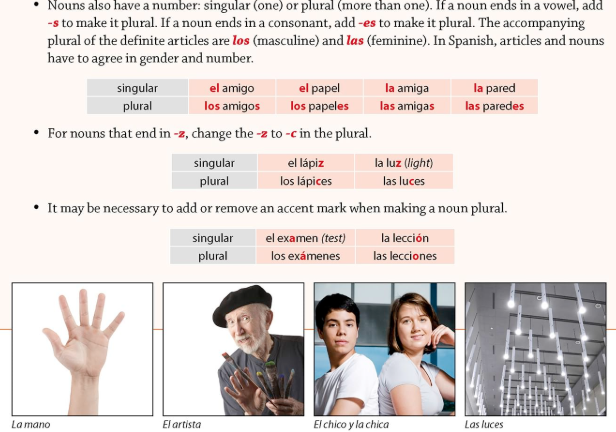 • Nouns also have a number: singular (one) or plural (more than one). If a noun ends in a vowel, add
-s to make it plural. If a noun ends in a consonant, add -es to make it plural. The accompanying
plural of the definite articles are los (masculine) and las (feminine). In Spanish, articles and nouns
have to agree in gender and number.
singular el amigo el papel la amiga la pared
plural los amigos los papeles las amigas las paredes
• For nouns that end in -z, change the -z to -c in the plural.
singular el lápiz la luz (light)
plural los lápices las luces
• It may be necessary to add or remove an accent mark when making a noun plural.
singular el examen (test) la lección
plural los exámenes las lecciones
La mano El artista El chico y la chica Las luces